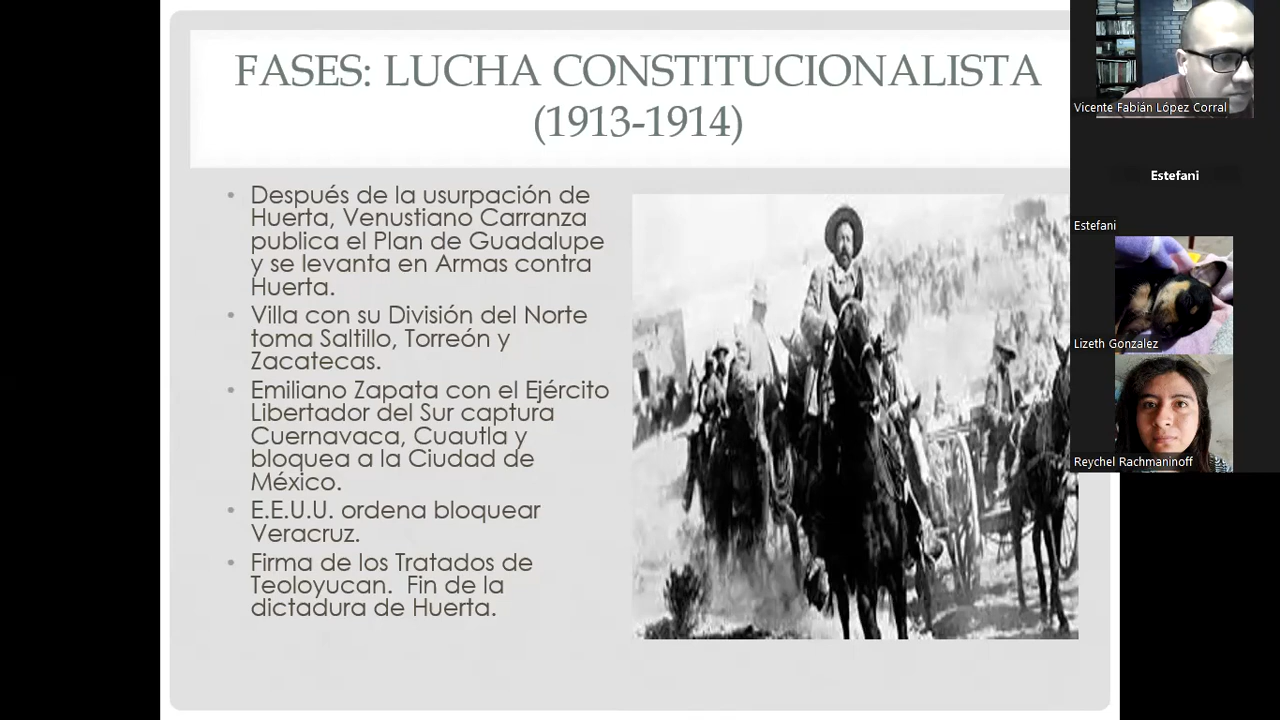 FASES: LUCHA CONSTITUCIONALISTA
(1913-1914)
• Después de la usurpación de
Huerta, Venustiano Carranza
publica el Plan de Guadalupe
y se levanta en Armas contra
Huerta.
• Villa con su División del Norte
toma Saltillo, Torreón y
Zacatecas.
• Emiliano Zapata con el Ejército
Libertador del Sur captura
Cuernavaca, Cuautla y
bloquea a la Ciudad de
México.
• E.E.U.U. ordena bloquear
Veracruz.
• Firma de los Tratados de
Teoloyucan.  Fin de la
dictadura de Huerta.
Vicente Fabián López Corral
Estefani
Estefani
Lizeth Gonzalez
Reychel Rachmaninoff